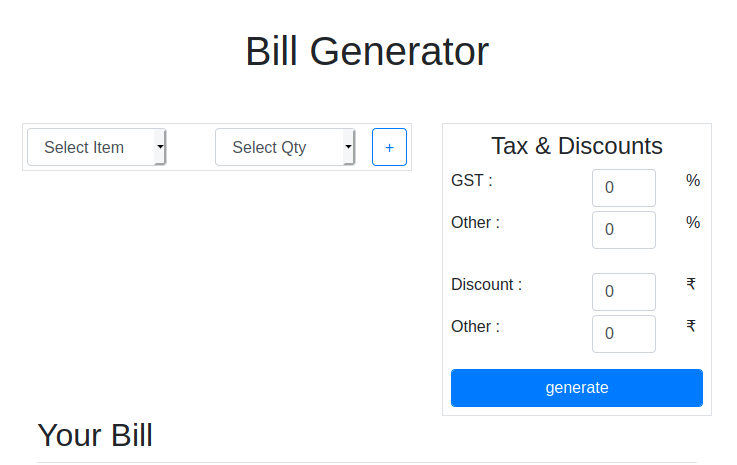 Bill Generator
Select Item
Select Qty
+
Tax & Discounts
GST : 0 %
Other : 0 %
Discount : 0 ₹
Other : 0 ₹
generate
Your Bill